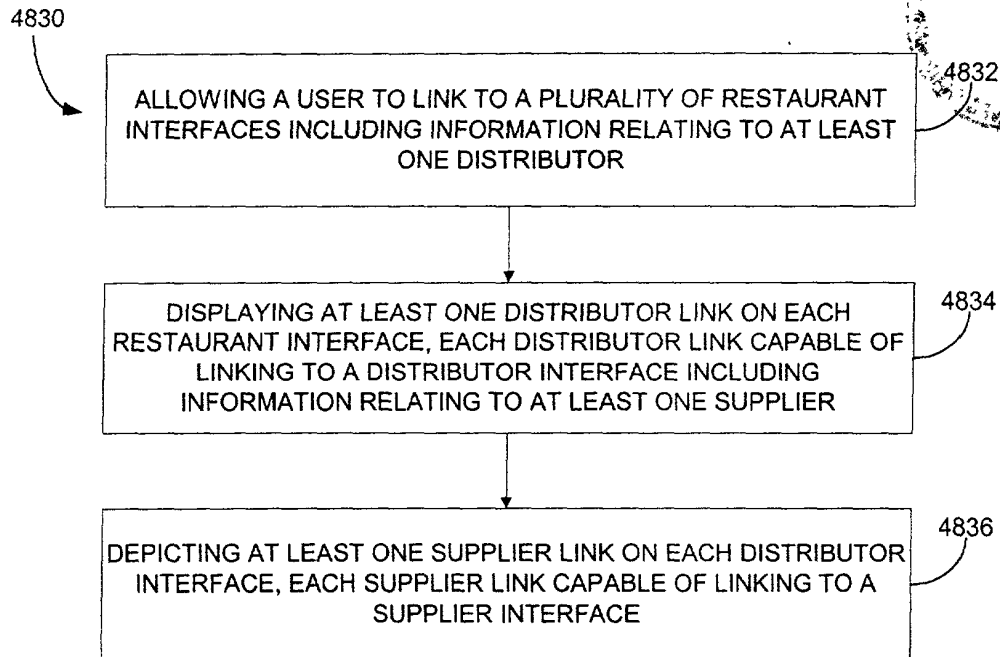 4830
4832
ALLOWING A USER TO LINK TO A PLURALITY OF RESTAURANT
INTERFACES INCLUDING INFORMATION RELATING TO AT LEAST
ONE DISTRIBUTOR
4834
DISPLAYING AT LEAST ONE DISTRIBUTOR LINK ON EACH
RESTAURANT INTERFACE, EACH DISTRIBUTOR LINK CAPABLE OF
LINKING TO A DISTRIBUTOR INTERFACE INCLUDING
INFORMATION RELATING TO AT LEAST ONE SUPPLIER
4836
DEPICTING AT LEAST ONE SUPPLIER LINK ON EACH DISTRIBUTOR
INTERFACE, EACH SUPPLIER LINK CAPABLE OF LINKING TO A
SUPPLIER INTERFACE